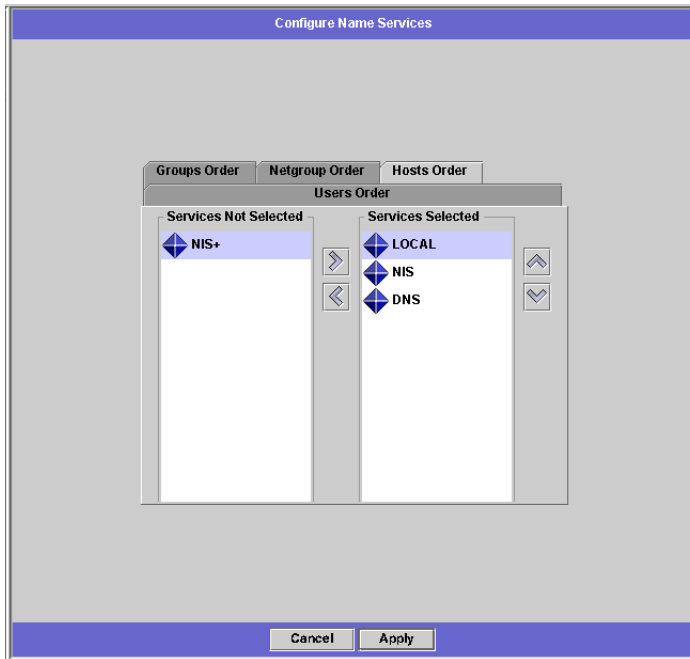 Configure Name Services
Groups Order Netgroup Order Hosts Order
Users Order
Services Not Selected Services Selected
NIS+ LOCAL
NIS
DNS
Cancel Apply